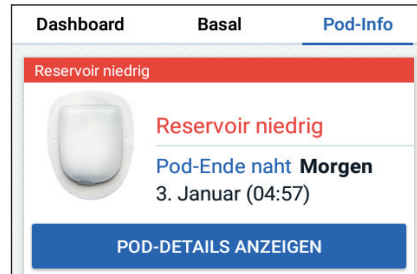 Dashboard Basal Pod-Info
Reservoir niedrig
Reservoir niedrig
Pod-Ende naht Morgen
3. Januar (04:57)
POD-DETAILS ANZEIGEN